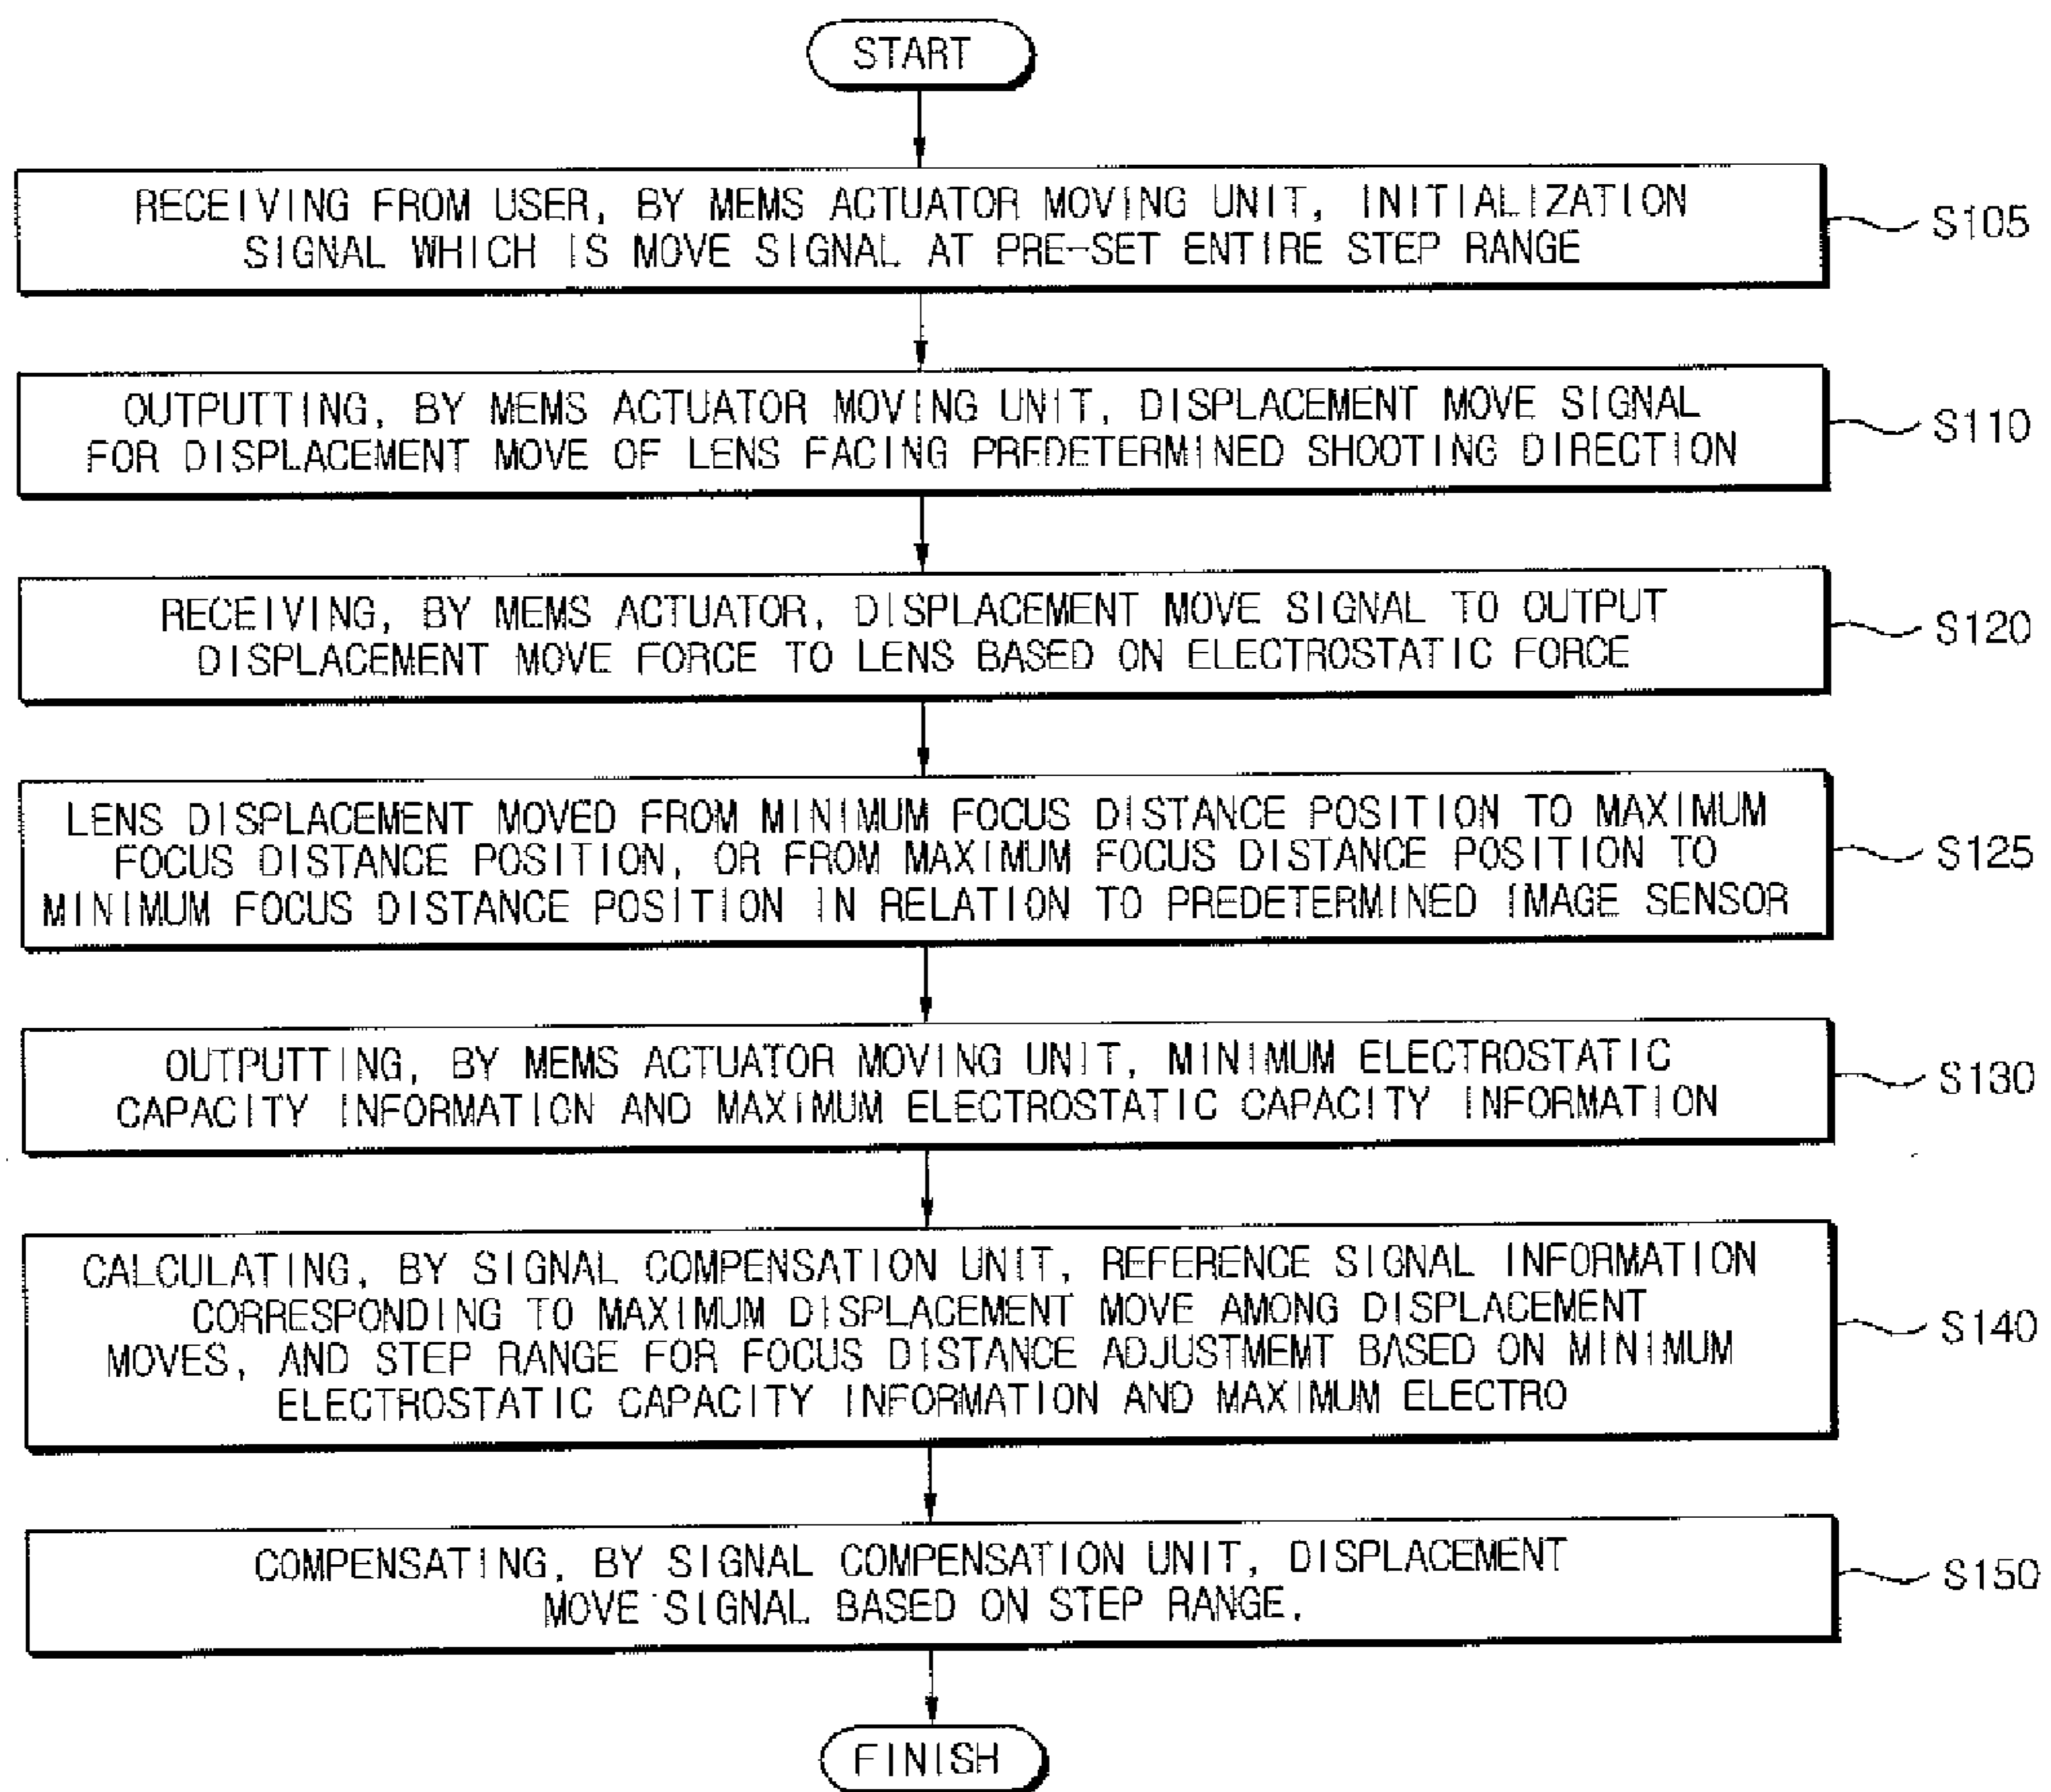 START
RECEIVING FROM USER, BY MEMS ACTUATOR MOVING UNIT, INITIALIZATION
SIGNAL WHICH IS MOVE SIGNAL AT PRE-SET ENTIRE STEP RANGE
S105
OUTPUTTING, BY MEMS ACTUATOR MOVING UNIT, DISPLACEMENT MOVE SIGNAL
FOR DISPLACEMENT MOVE OF LENS FACING PREDETERMINED SHOOTING DIRECTION
S110
RECEIVING, BY MEMS ACTUATOR, DISPLACEMENT MOVE SIGNAL TO OUTPUT
DISPLACEMENT MOVE FORCE TO LENS BASED ON ELECTROSTATIC FORCE
S120
LENS DISPLACEMENT MOVED FROM MINIMUM FOCUS DISTANCE POSITION TO MAXIMUM
FOCUS DISTANCE POSITION, OR FROM MAXIMUM FOCUS DISTANCE POSITION TO
MINIMUM FOCUS DISTANCE POSITION IN RELATION TO PREDETERMINED IMAGE SENSOR
S125
OUTPUTTING, BY MEMS ACTUATOR MOVING UNIT, MINIMUM ELECTROSTATIC
CAPACITY INFORMATION AND MAXIMUM ELECTROSTATIC CAPACITY INFORMATION
S130
CALCULATING, BY SIGNAL COMPENSATION UNIT, REFERENCE SIGNAL INFORMATION
CORRESPONDING TO MAXIMUM DISPLACEMENT MOVE AMONG DISPLACEMENT
MOVES, AND STEP RANGE FOR FOCUS DISTANCE ADJUSTMENT BASED ON MINIMUM
ELECTROSTATIC CAPACITY INFORMATION AND MAXIMUM ELECTRO
S140
COMPENSATING, BY SIGNAL COMPENSATION UNIT, DISPLACEMENT
MOVE SIGNAL BASED ON STEP RANGE.
S150
FINISH